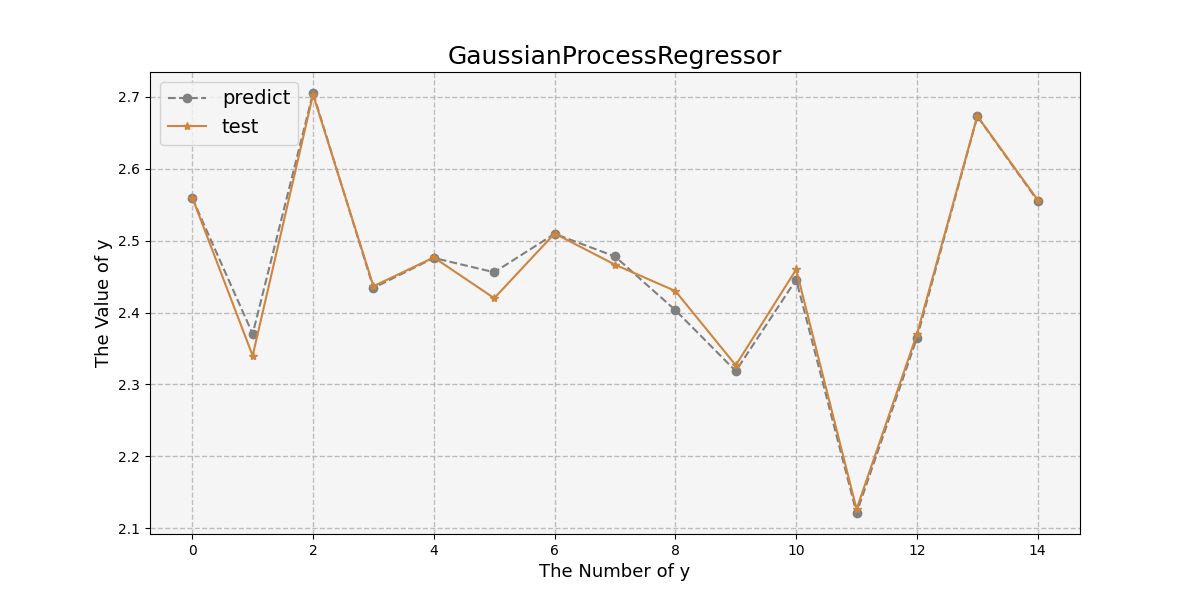 GaussianProcessRegressor
predict
test
The Value of y
2.7
2.6
2.5
2.4
2.3
2.2
2.1
0 2 4 6 8 10 12 14
The Number of y